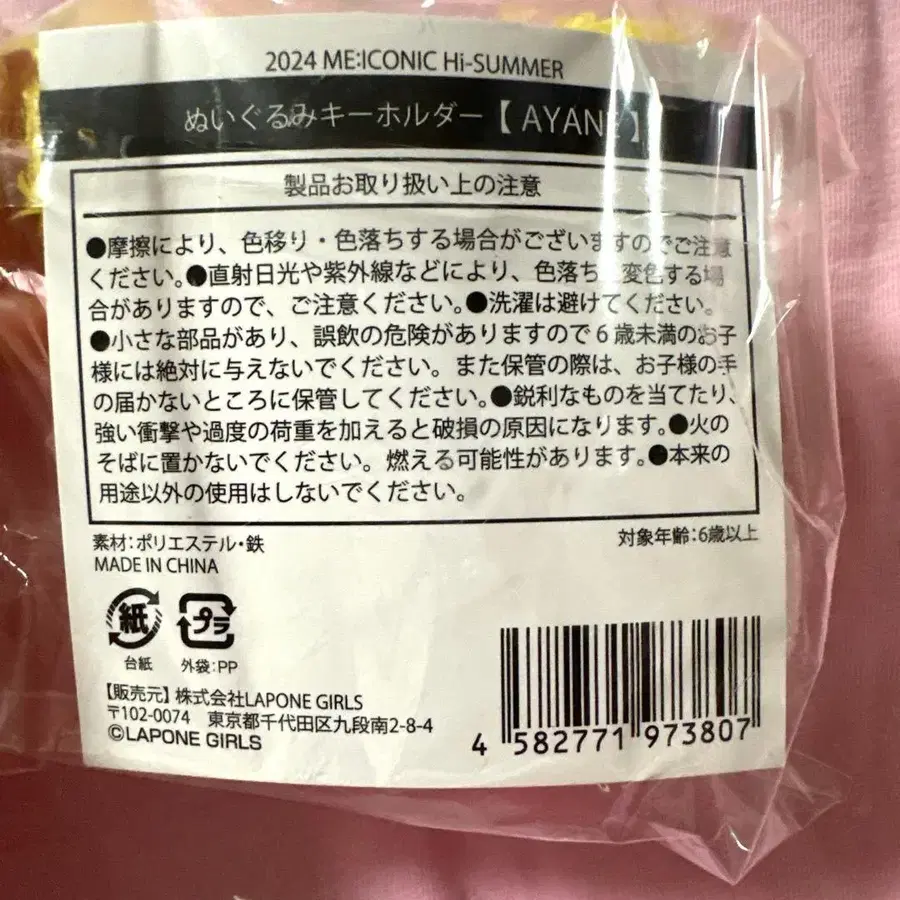 2024 ME:ICONIC Hi-SUMMER
ぬいぐるみキーホルダー【 AYANE 】
製品お取り扱い上の注意
●摩擦により、色移り・色落ちする場合がございますのでご注意
ください。●直射日光や紫外線などにより、色落ち、変色する場
合がありますので、ご注意ください。●洗濯は避けてください。
●小さな部品があり、誤飲の危険がありますので6歳未満のお子
様には絶対に与えないでください。また保管の際は、お子様の手
の届かないところに保管してください。●鋭利なものを当てたり、
強い衝撃や過度の荷重を加えると破損の原因になります。●火の
そばに置かないでください。燃える可能性があります。●本来の
用途以外の使用はしないでください。
素材:ポリエステル・鉄
対象年齢:6歳以上
MADE IN CHINA
紙 プラ
台紙 外袋:PP
【販売元】株式会社LAPONE GIRLS
〒102-0074 東京都千代田区九段南2-8-4
©LAPONE GIRLS
4 582771 973807